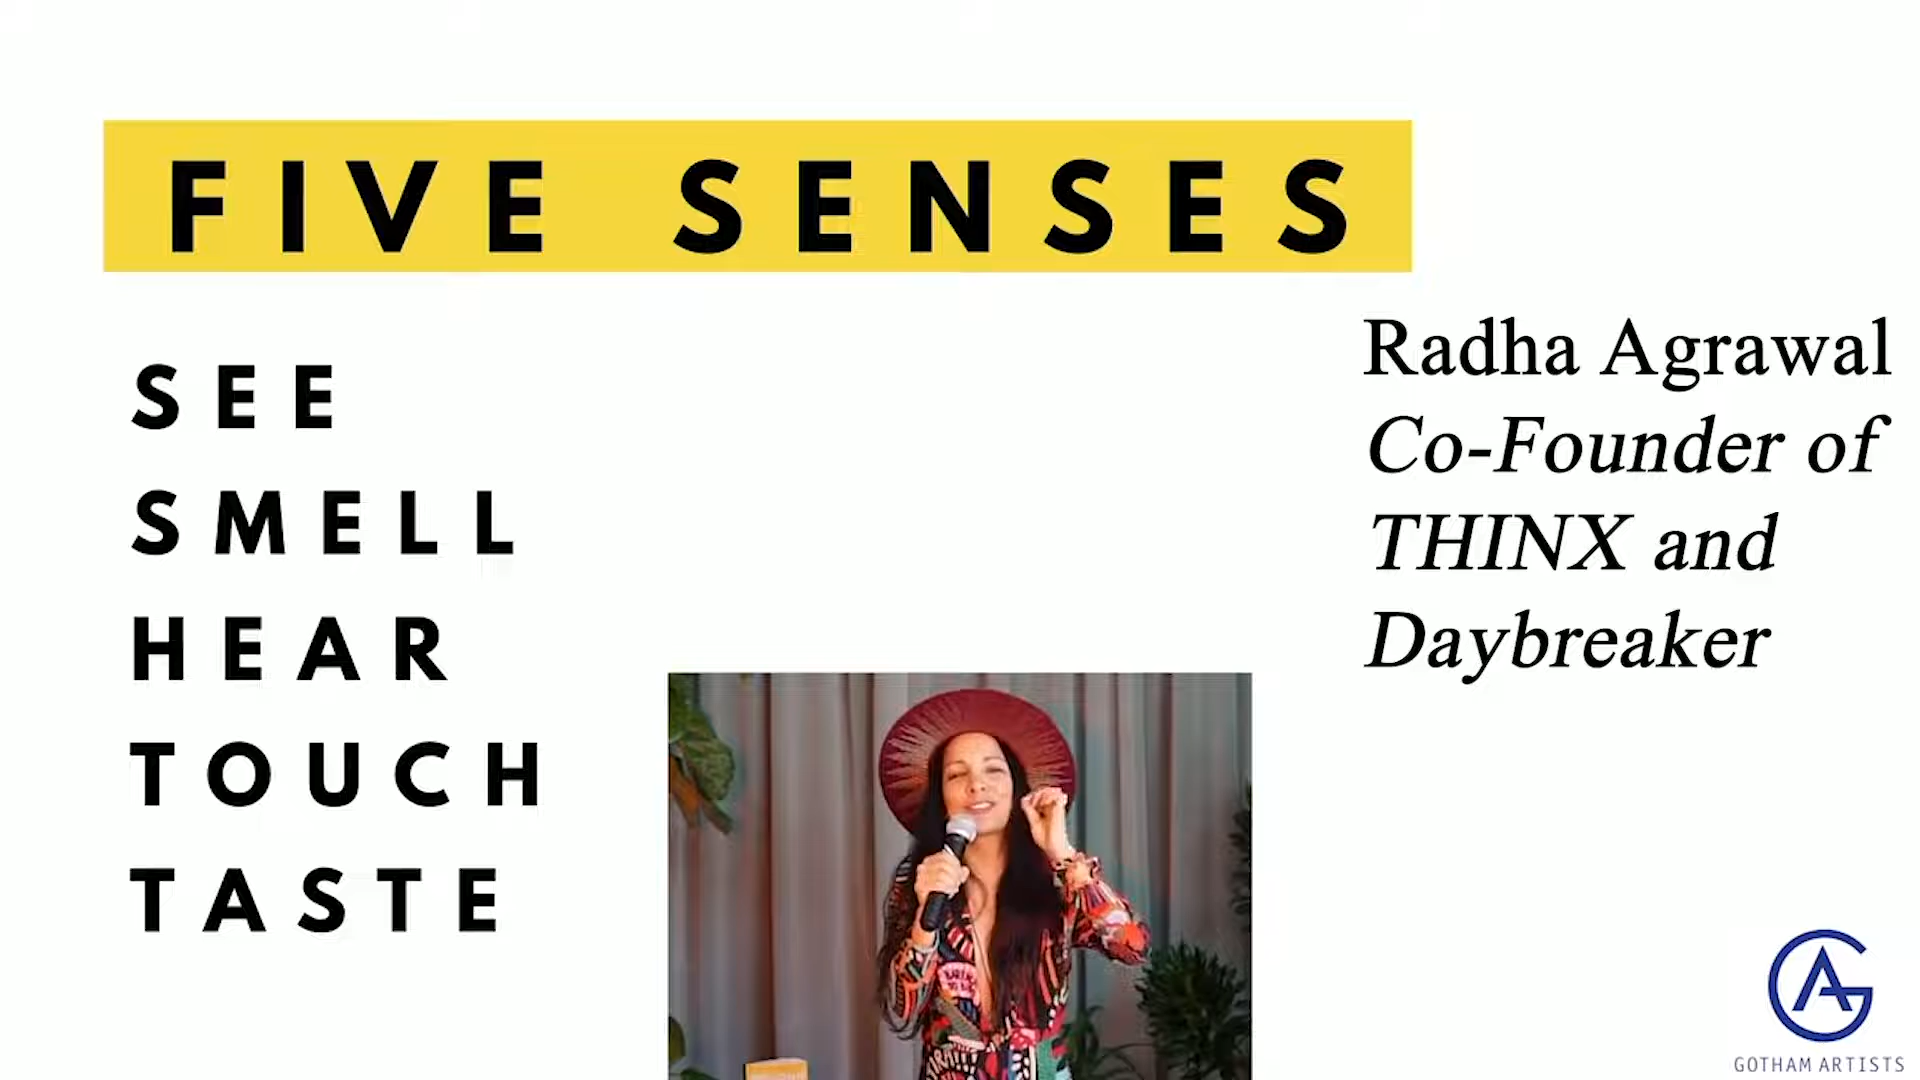 FIVE SENSES
SEE
SMELL
HEAR
TOUCH
TASTE
Radha Agrawal
Co-Founder of
THINX and
Daybreaker
GOTHAM ARTISTS